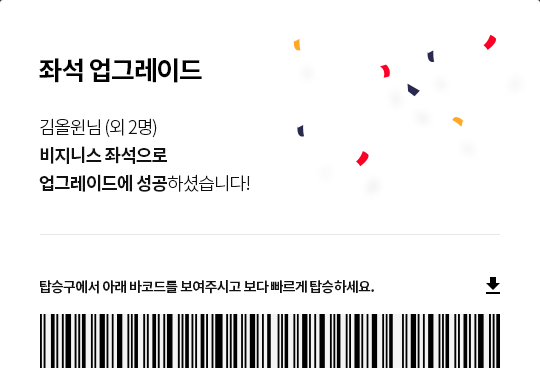 좌석 업그레이드
김올윈님 (외 2명)
비지니스 좌석으로
업그레이드에 성공하셨습니다!
탑승구에서 아래 바코드를 보여주시고 보다 빠르게 탑승하세요.